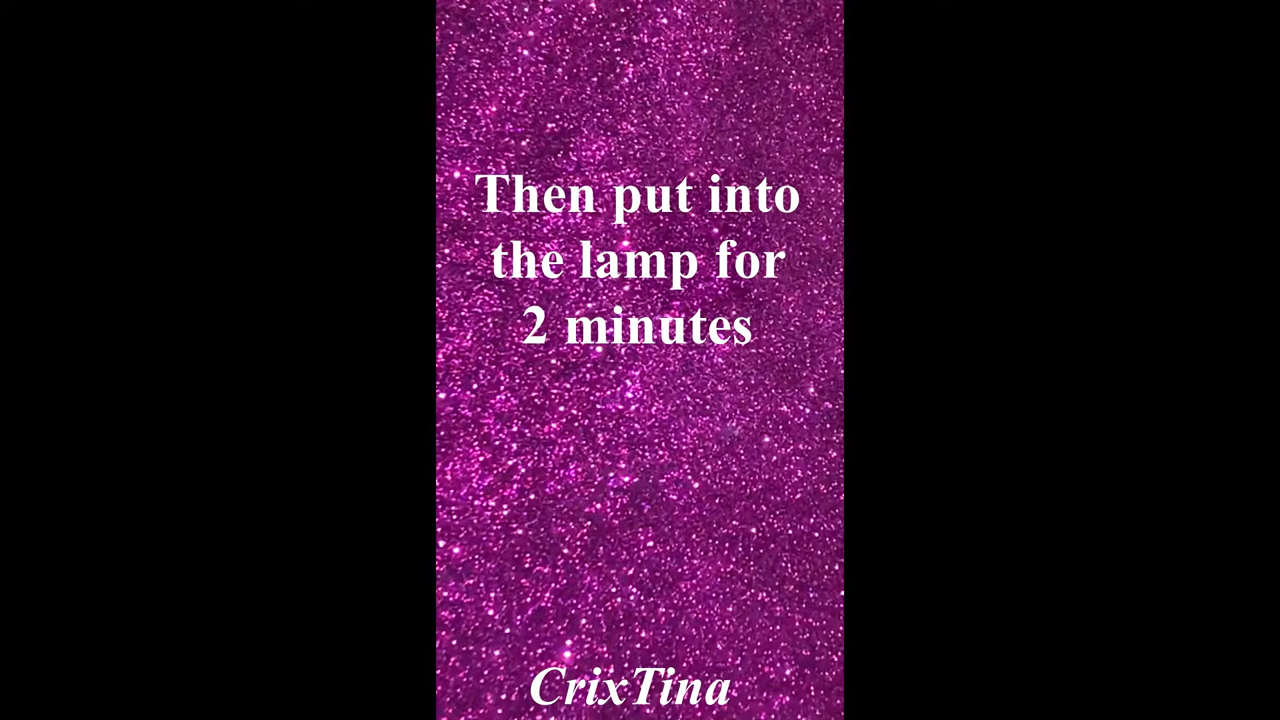 Then put into
the lamp for
2 minutes
CrixTina